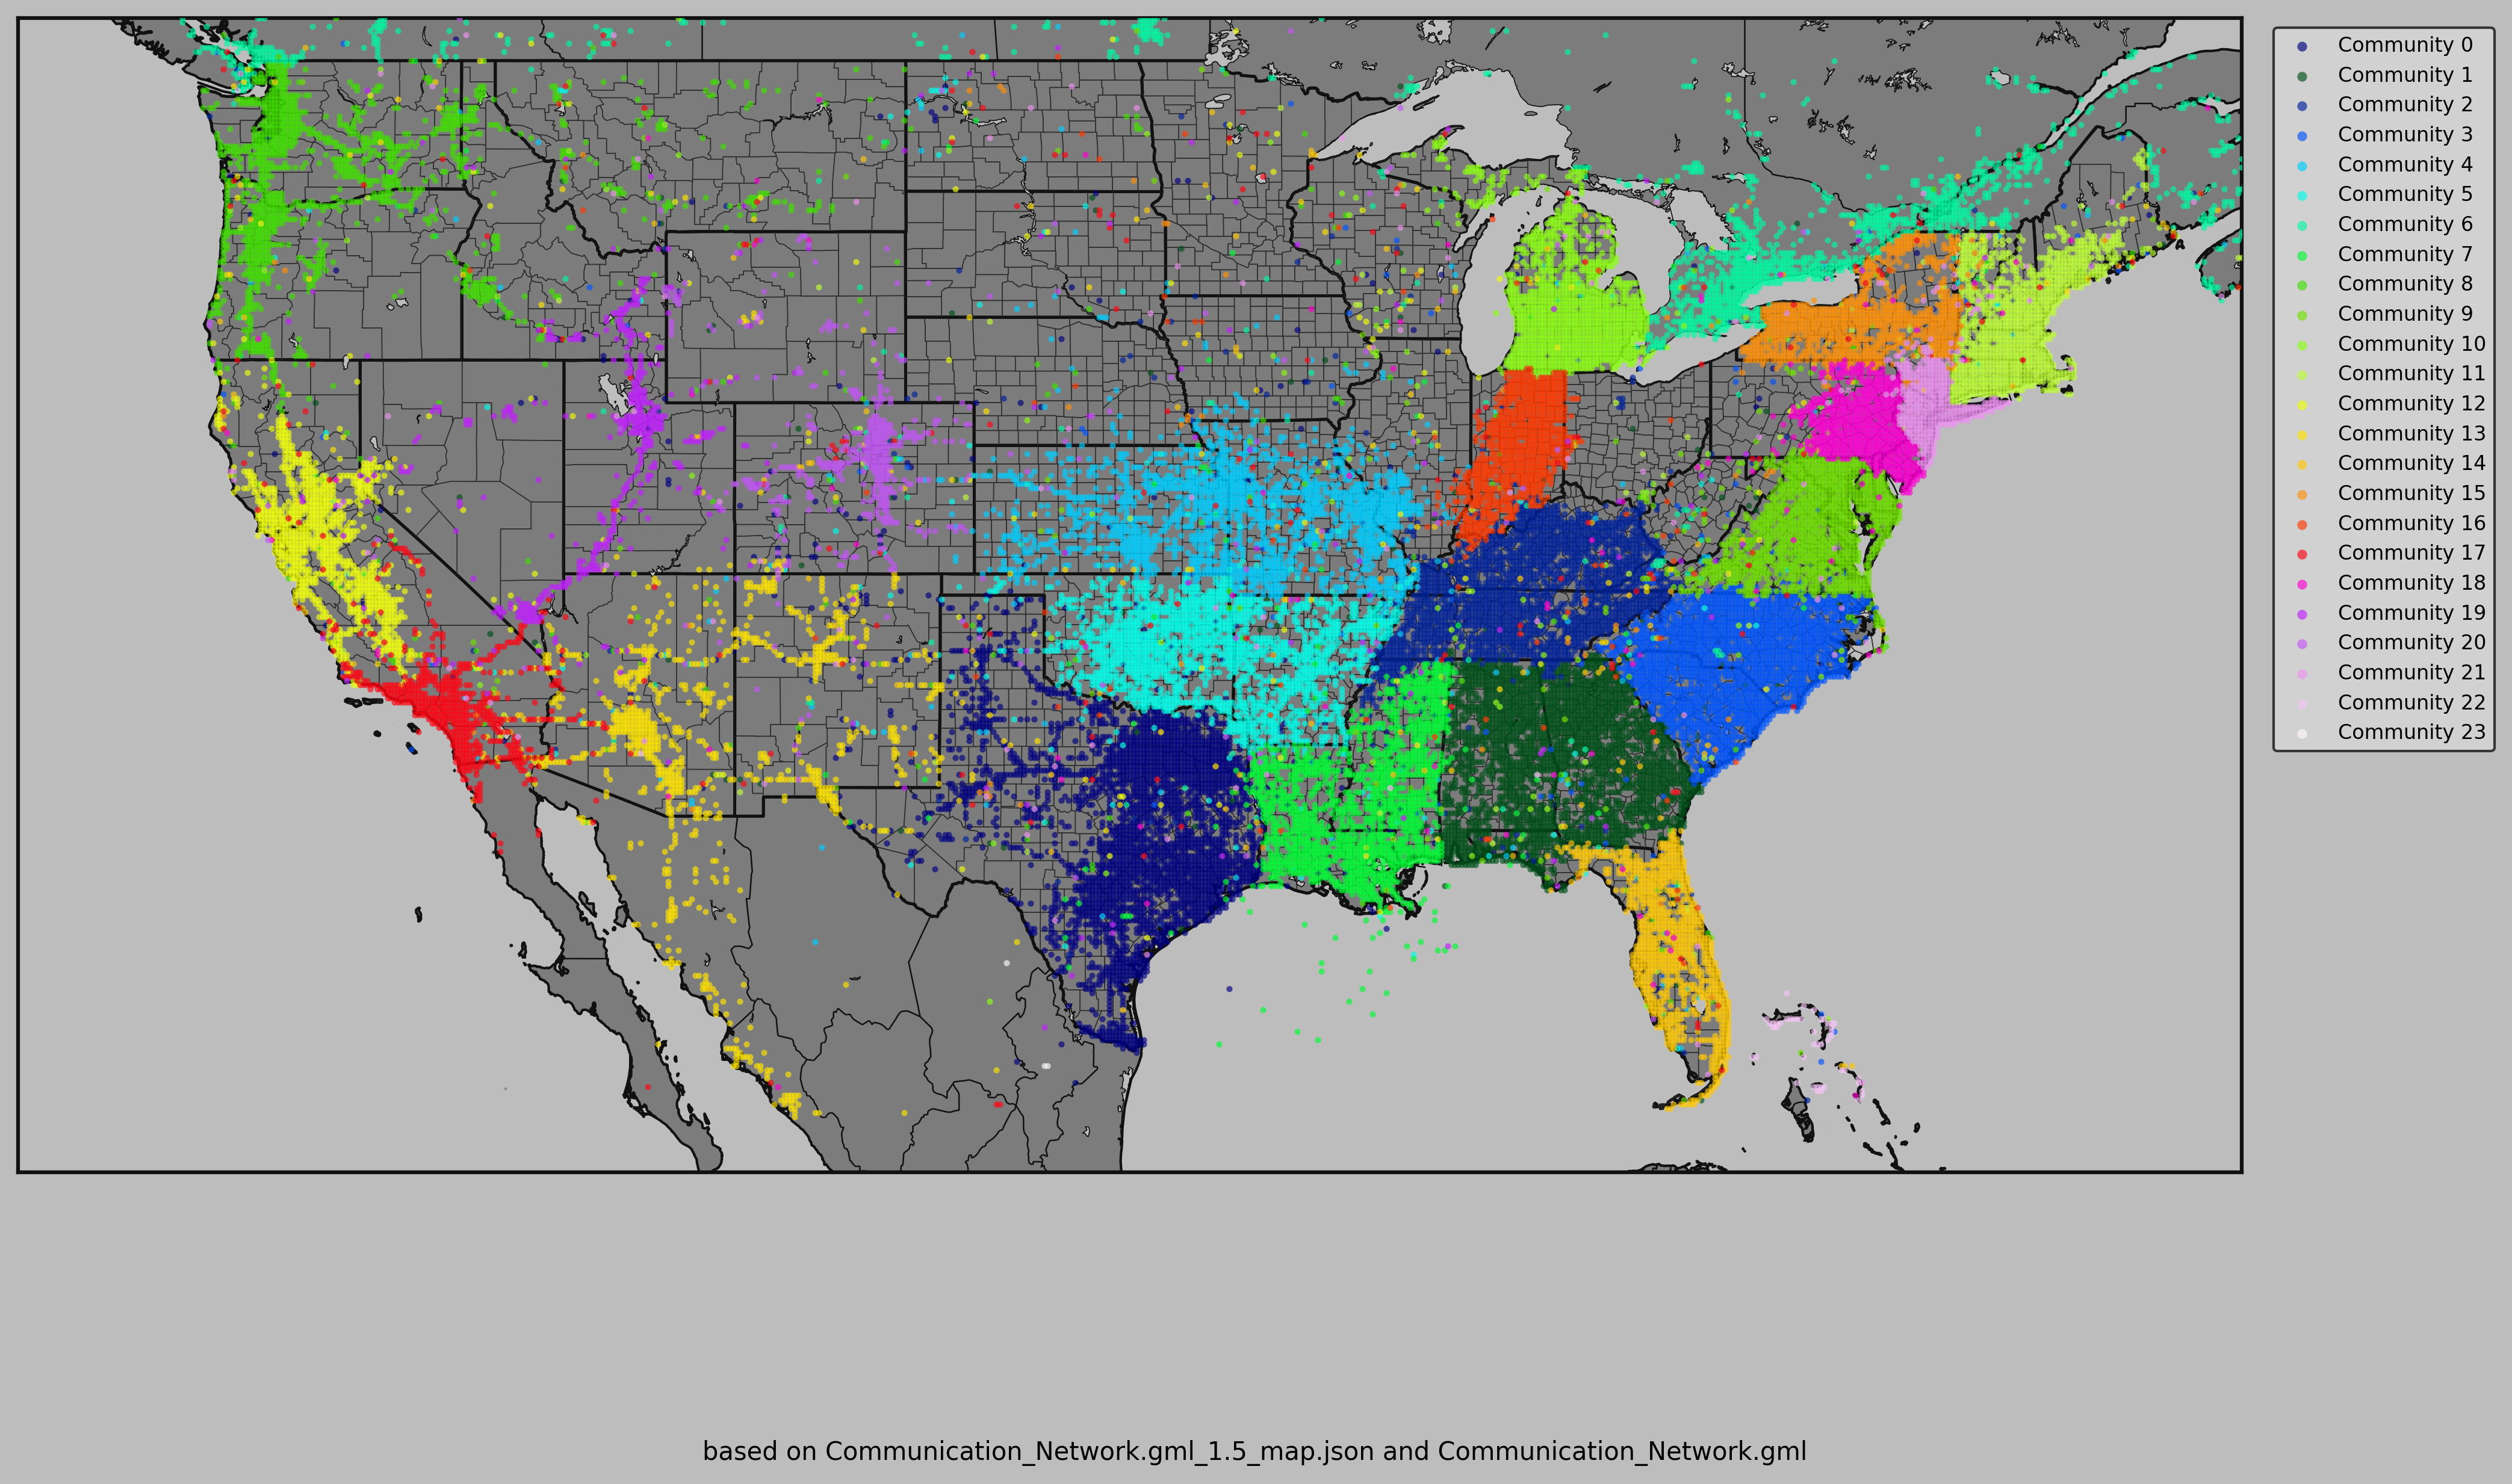 Community 0
Community 1
Community 2
Community 3
Community 4
Community 5
Community 6
Community 7
Community 8
Community 9
Community 10
Community 11
Community 12
Community 13
Community 14
Community 15
Community 16
Community 17
Community 18
Community 19
Community 20
Community 21
Community 22
Community 23
based on Communication_Network.gml_1.5_map.json and Communication_Network.gml